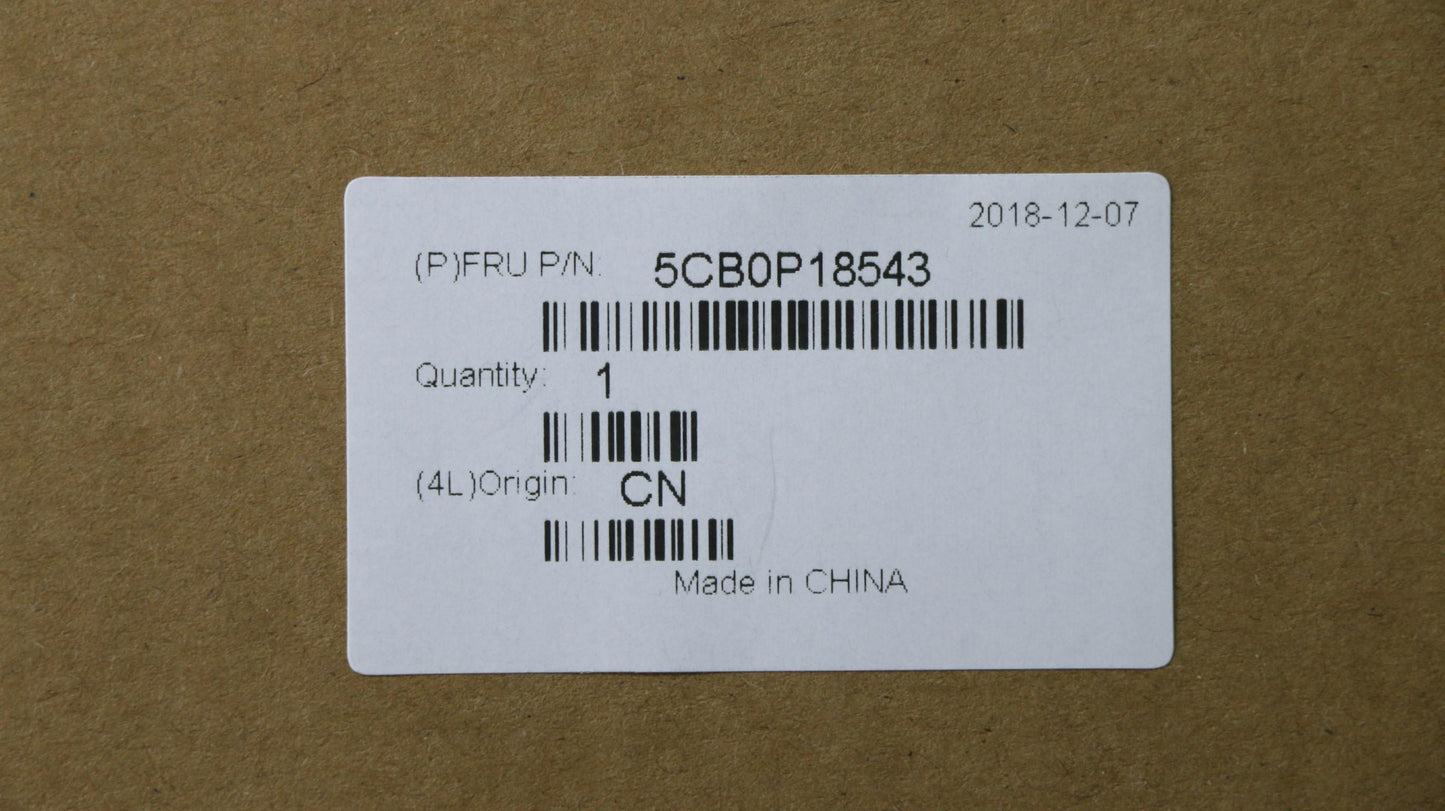 2018-12-07
(P)FRU P/N: 5CB0P18543
Quantity: 1
(4L)Origin: CN
Made in CHINA